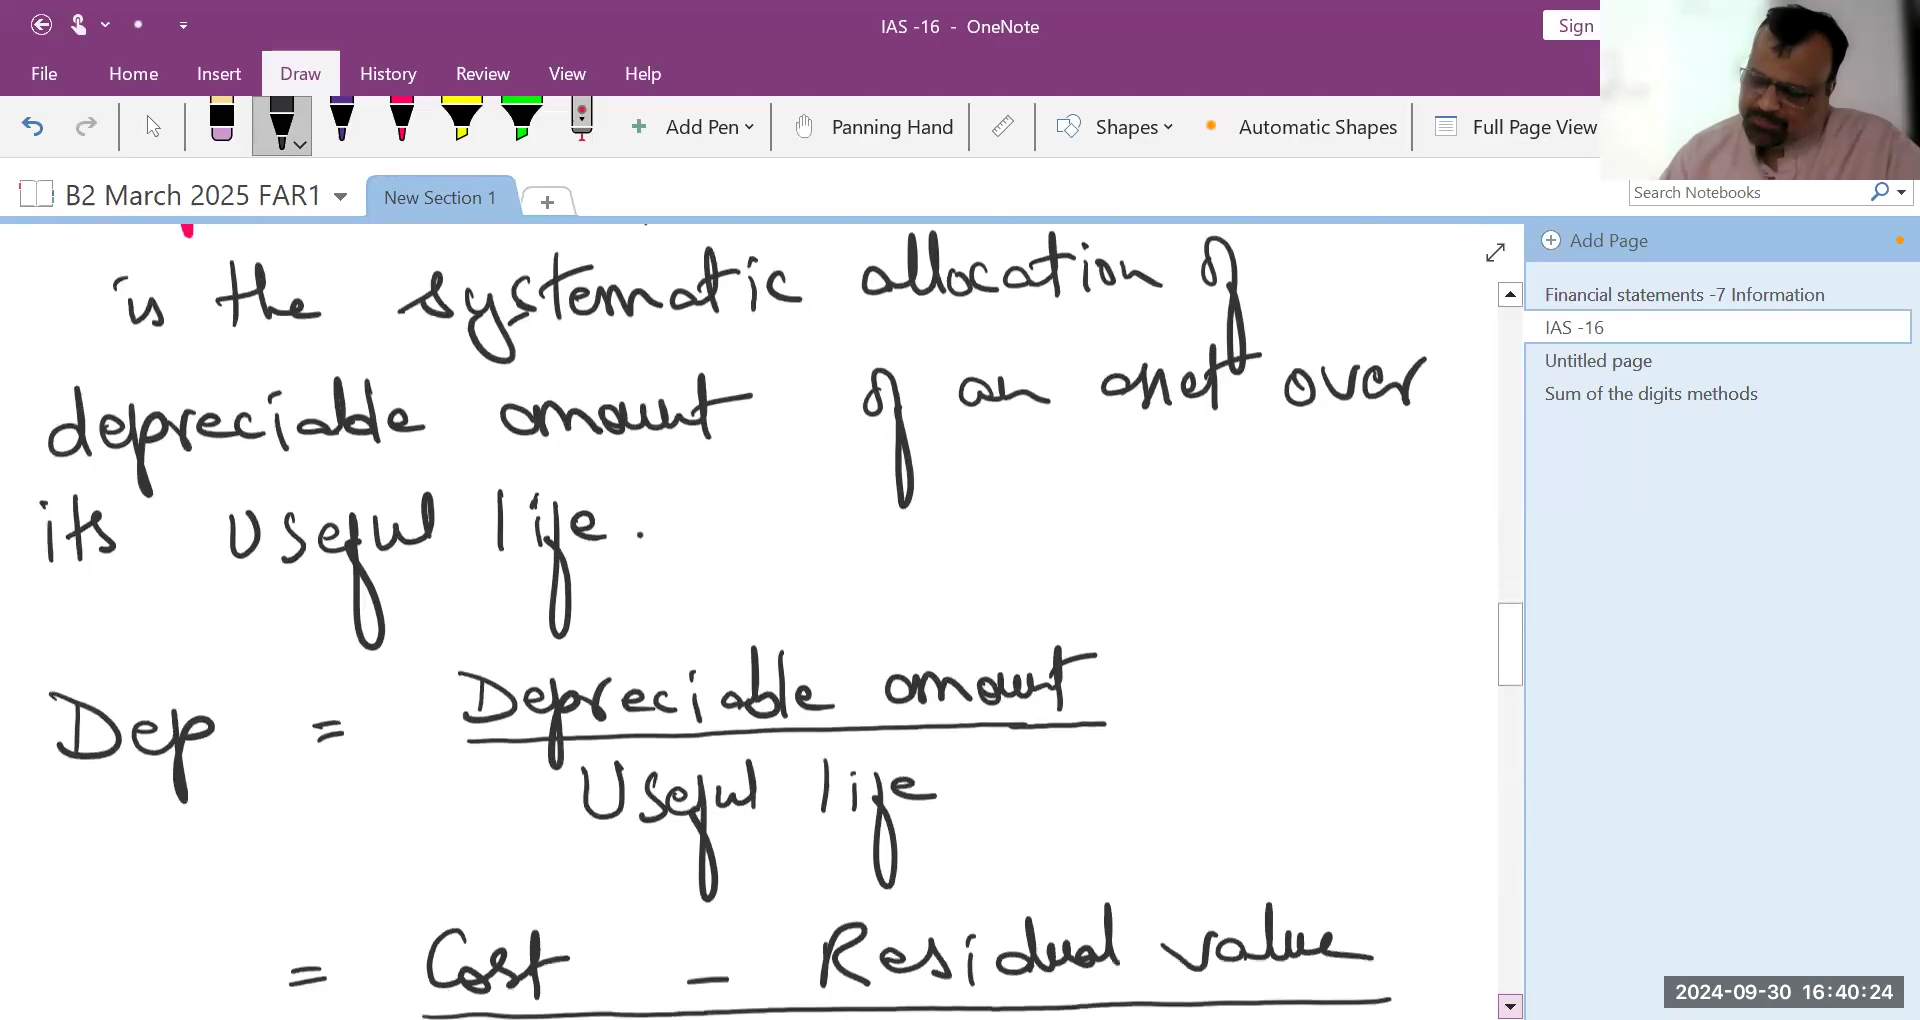 IAS -16 - OneNote
Sign
File Home Insert Draw History Review View Help
Add Pen Panning Hand Shapes Automatic Shapes Full Page View
B2 March 2025 FAR1 New Section 1 Search Notebooks
Add Page
Financial statements -7 Information
IAS -16
Untitled page
Sum of the digits methods
is the systematic allocation of
depreciable amount of an asset over
its Useful life.
Dep = Depreciable amount
Useful life
= Cost - Residual value
2024-09-30 16:40:24